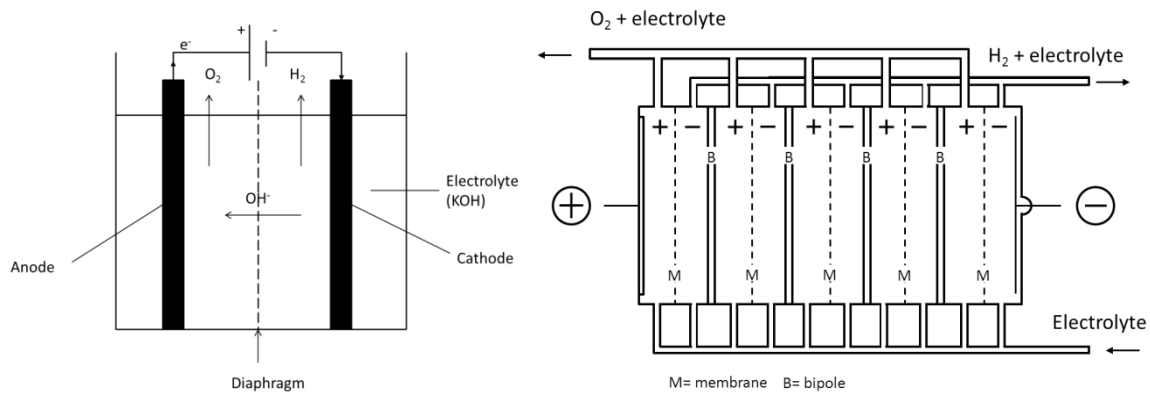 + -
e-
O2 H2
OH-
Electrolyte
(KOH)
Anode
Cathode
Diaphragm
O2 + electrolyte
H2 + electrolyte
+ - + - + - + - + -
B B B B
+ -
M M M M M
Electrolyte
M= membrane B= bipole